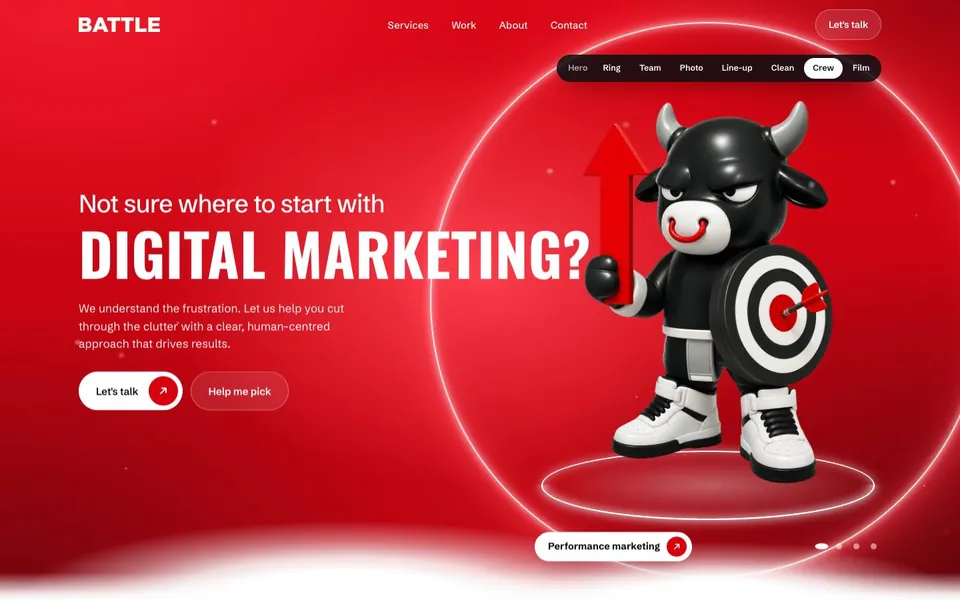 BATTLE
Services Work About Contact
Let's talk
Hero Ring Team Photo Line-up Clean Crew Film
Not sure where to start with
DIGITAL MARKETING?
We understand the frustration. Let us help you cut
through the clutter with a clear, human-centred
approach that drives results.
Let's talk
Help me pick
Performance marketing